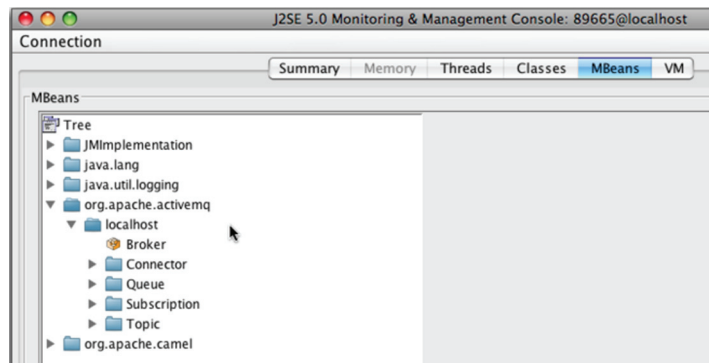 J2SE 5.0 Monitoring & Management Console: 89665@localhost
Connection
Summary Memory Threads Classes MBeans VM
MBeans
Tree
JMImplementation
java.lang
java.util.logging
org.apache.activemq
localhost
Broker
Connector
Queue
Subscription
Topic
org.apache.camel